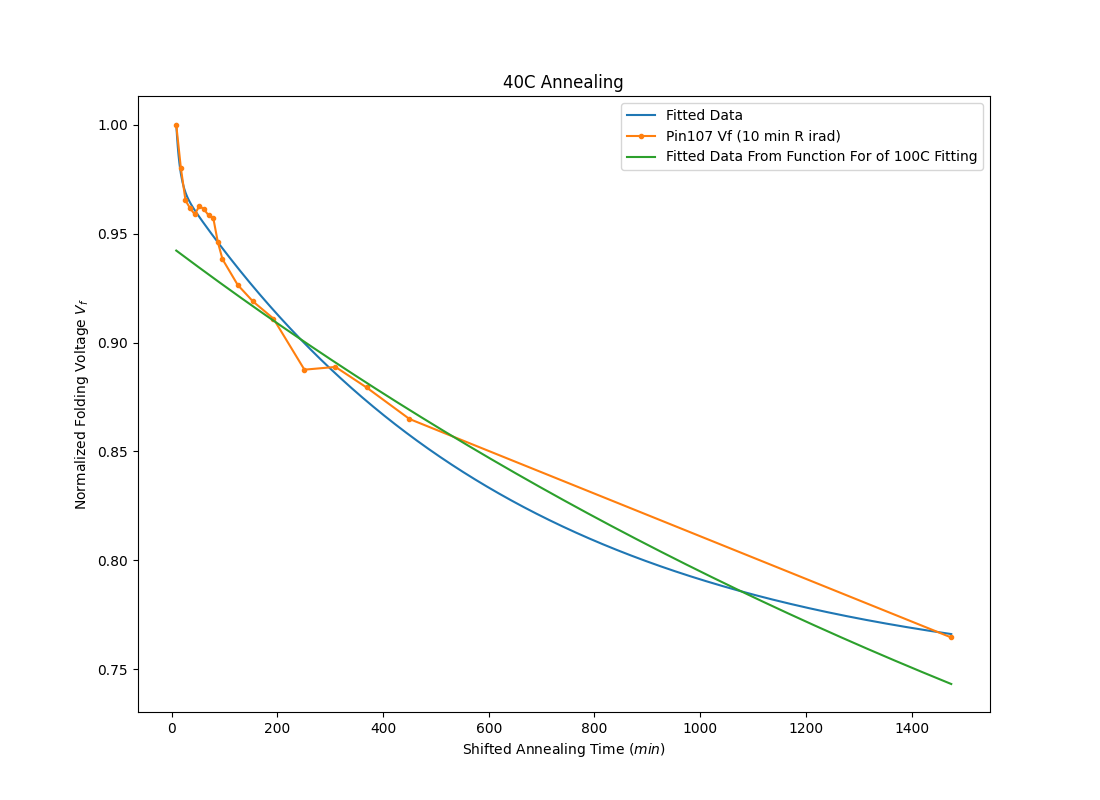 40C Annealing
Fitted Data
Pin107 Vf (10 min R irad)
Fitted Data From Function For of 100C Fitting
1.00
0.95
0.90
0.85
0.80
0.75
Normalized Folding Voltage V_f
0 200 400 600 800 1000 1200 1400
Shifted Annealing Time (min)